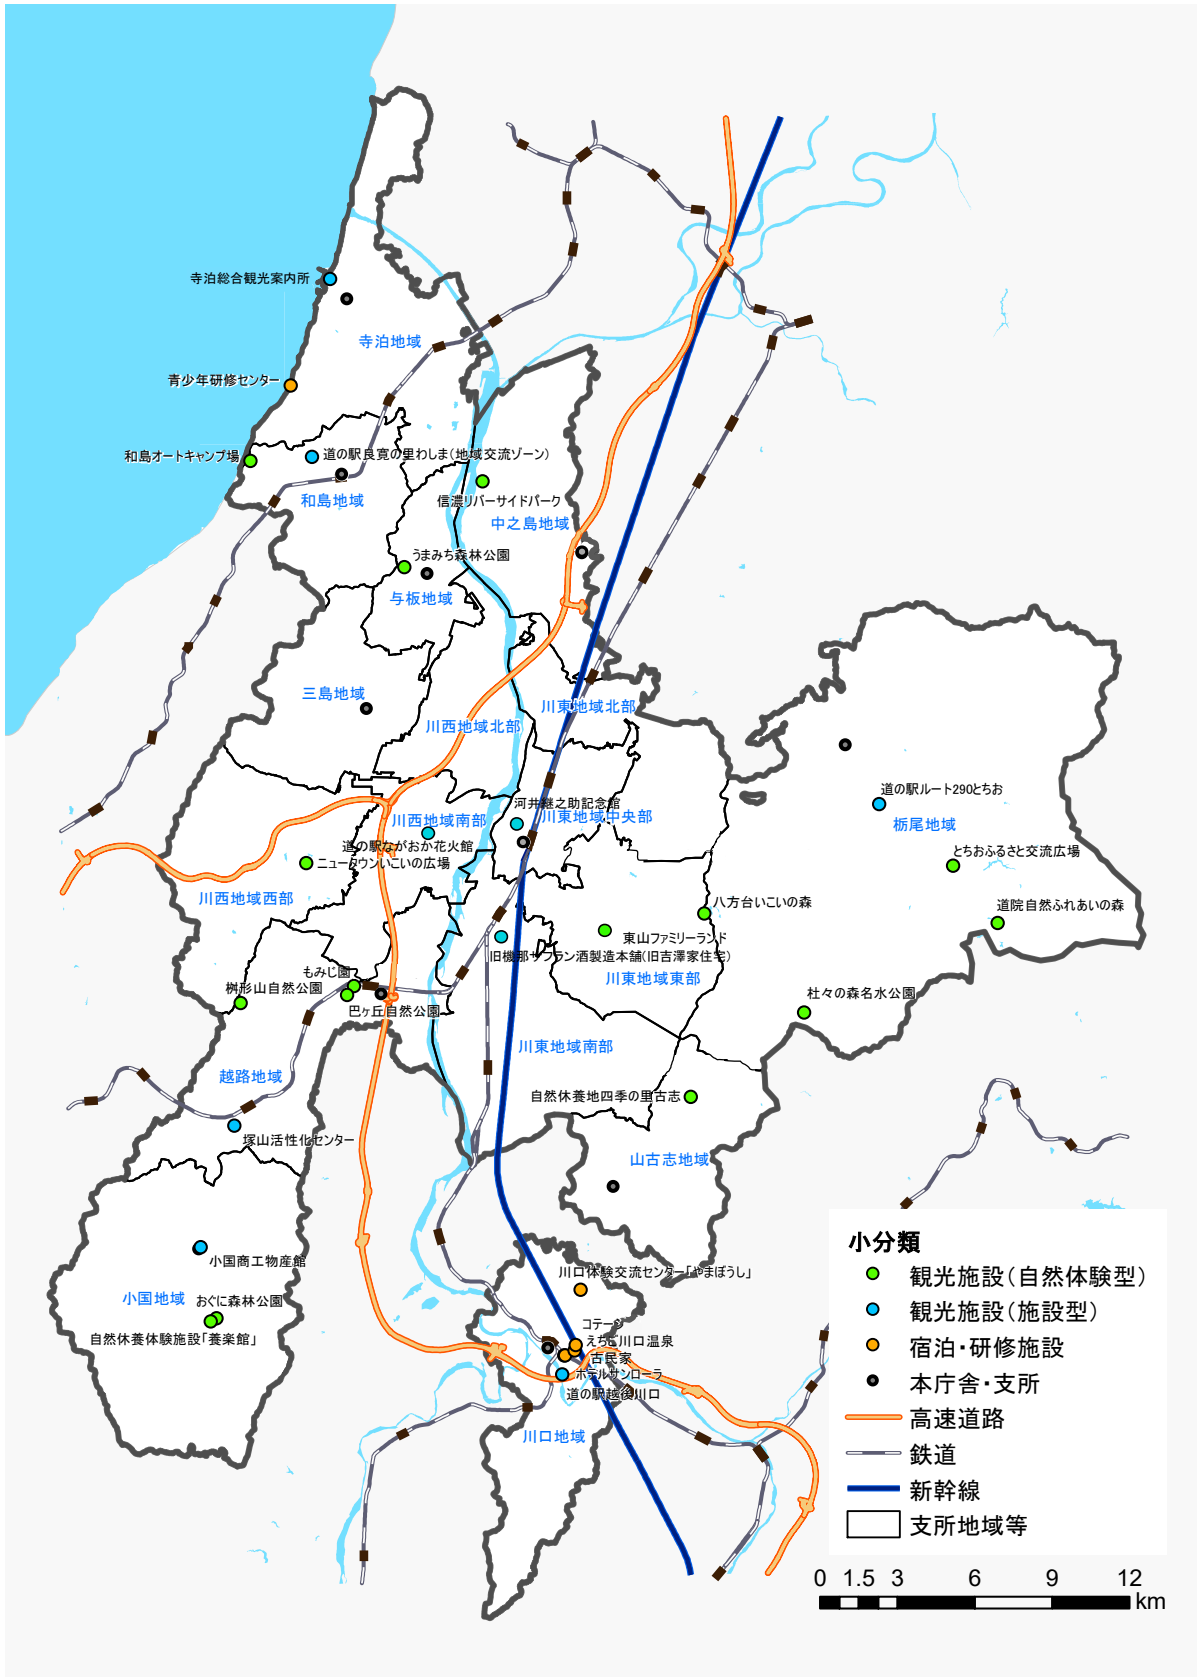 寺泊総合観光案内所
寺泊地域
青少年研修センター
和島オートキャンプ場
道の駅良寛の里わしま(地域交流ゾーン)
和島地域
信濃リバーサイドパーク
中之島地域
うまみち森林公園
与板地域
三島地域
川西地域北部
川東地域北部
道の駅ルート290とちお
栃尾地域
河井継之助記念館
川東地域中央部
川西地域南部
道の駅ながおか花火館
ニュータウンいこいの広場
とちおふるさと交流広場
川西地域西部
八方台いこいの森
道院自然ふれあいの森
東山ファミリーランド
旧機那サフラン酒製造本舗(旧吉澤家住宅)
川東地域東部
もみじ園
桝形山自然公園
巴ヶ丘自然公園
杜々の森名水公園
川東地域南部
越路地域
自然休養地四季の里古志
塚山活性化センター
山古志地域
小国商工物産館
川口体験交流センター「やまぼうし」
小国地域
おぐに森林公園
自然休養体験施設「養楽館」
コテージ
えちご川口温泉
古民家
ホテルサンローラ
道の駅越後川口
川口地域
小分類
観光施設(自然体験型)
観光施設(施設型)
宿泊・研修施設
本庁舎・支所
高速道路
鉄道
新幹線
支所地域等
0 1.5 3 6 9 12
km